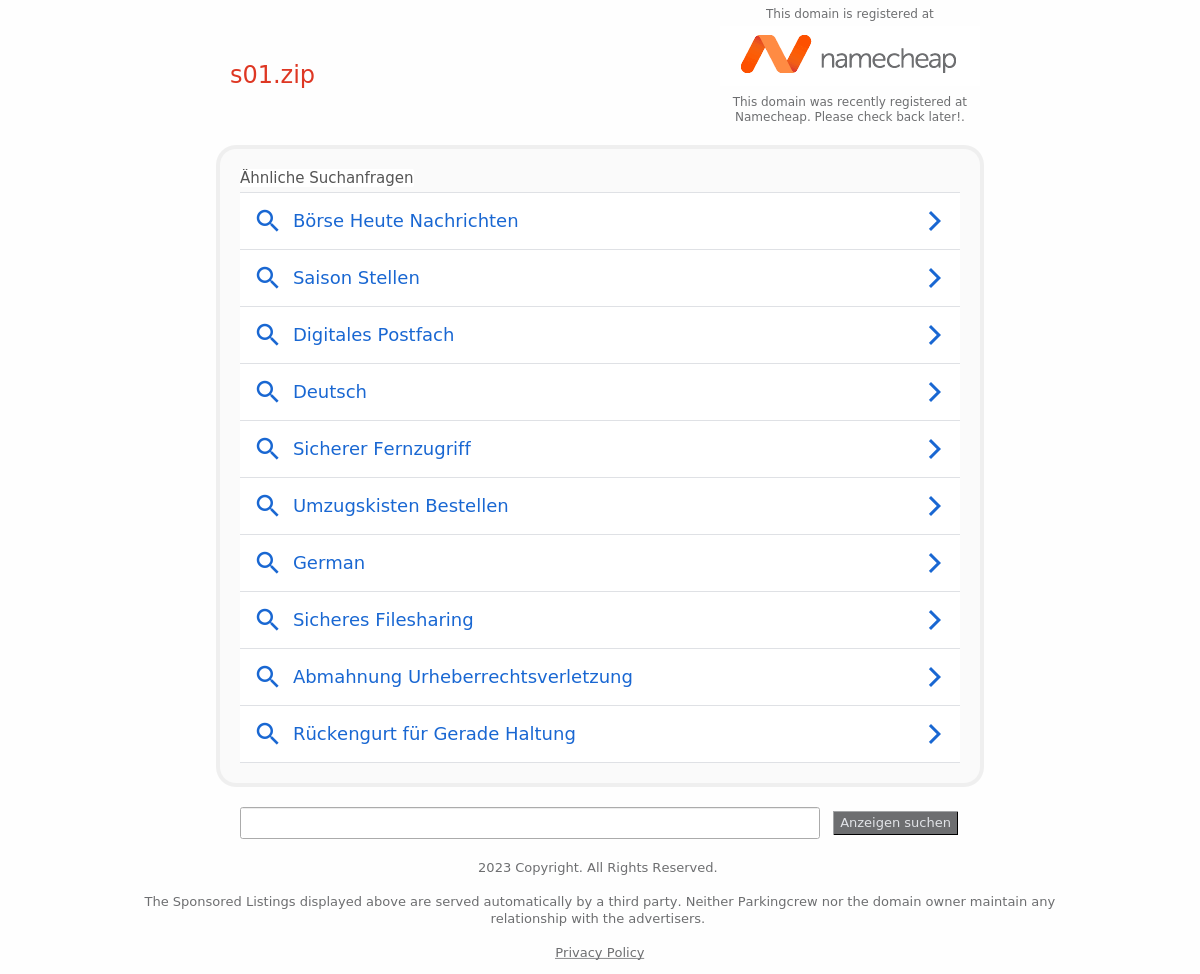 This domain is registered at
namecheap
s01.zip
This domain was recently registered at
Namecheap. Please check back later!.
Ähnliche Suchanfragen
Börse Heute Nachrichten
Saison Stellen
Digitales Postfach
Deutsch
Sicherer Fernzugriff
Umzugskisten Bestellen
German
Sicheres Filesharing
Abmahnung Urheberrechtsverletzung
Rückengurt für Gerade Haltung
Anzeigen suchen
2023 Copyright. All Rights Reserved.
The Sponsored Listings displayed above are served automatically by a third party. Neither Parkingcrew nor the domain owner maintain any
relationship with the advertisers.
Privacy Policy